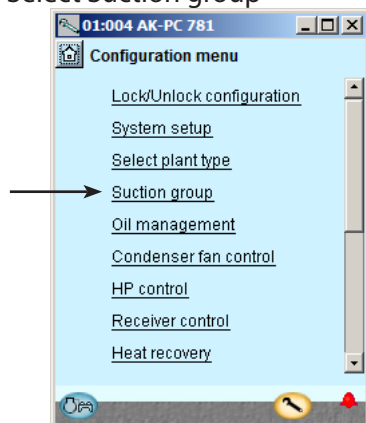 Select Suction group
01:004 AK-PC 781
Configuration menu
Lock/Unlock configuration
System setup
Select plant type
Suction group
Oil management
Condenser fan control
HP control
Receiver control
Heat recovery